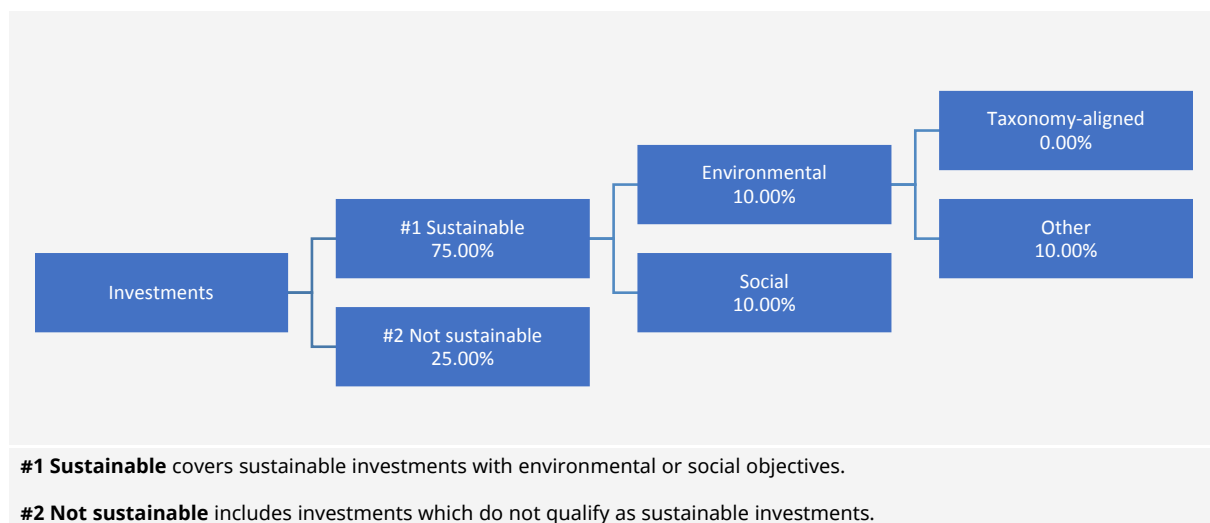 Investments
#1 Sustainable
75.00%
#2 Not sustainable
25.00%
Environmental
10.00%
Social
10.00%
Taxonomy-aligned
0.00%
Other
10.00%
#1 Sustainable covers sustainable investments with environmental or social objectives.
#2 Not sustainable includes investments which do not qualify as sustainable investments.